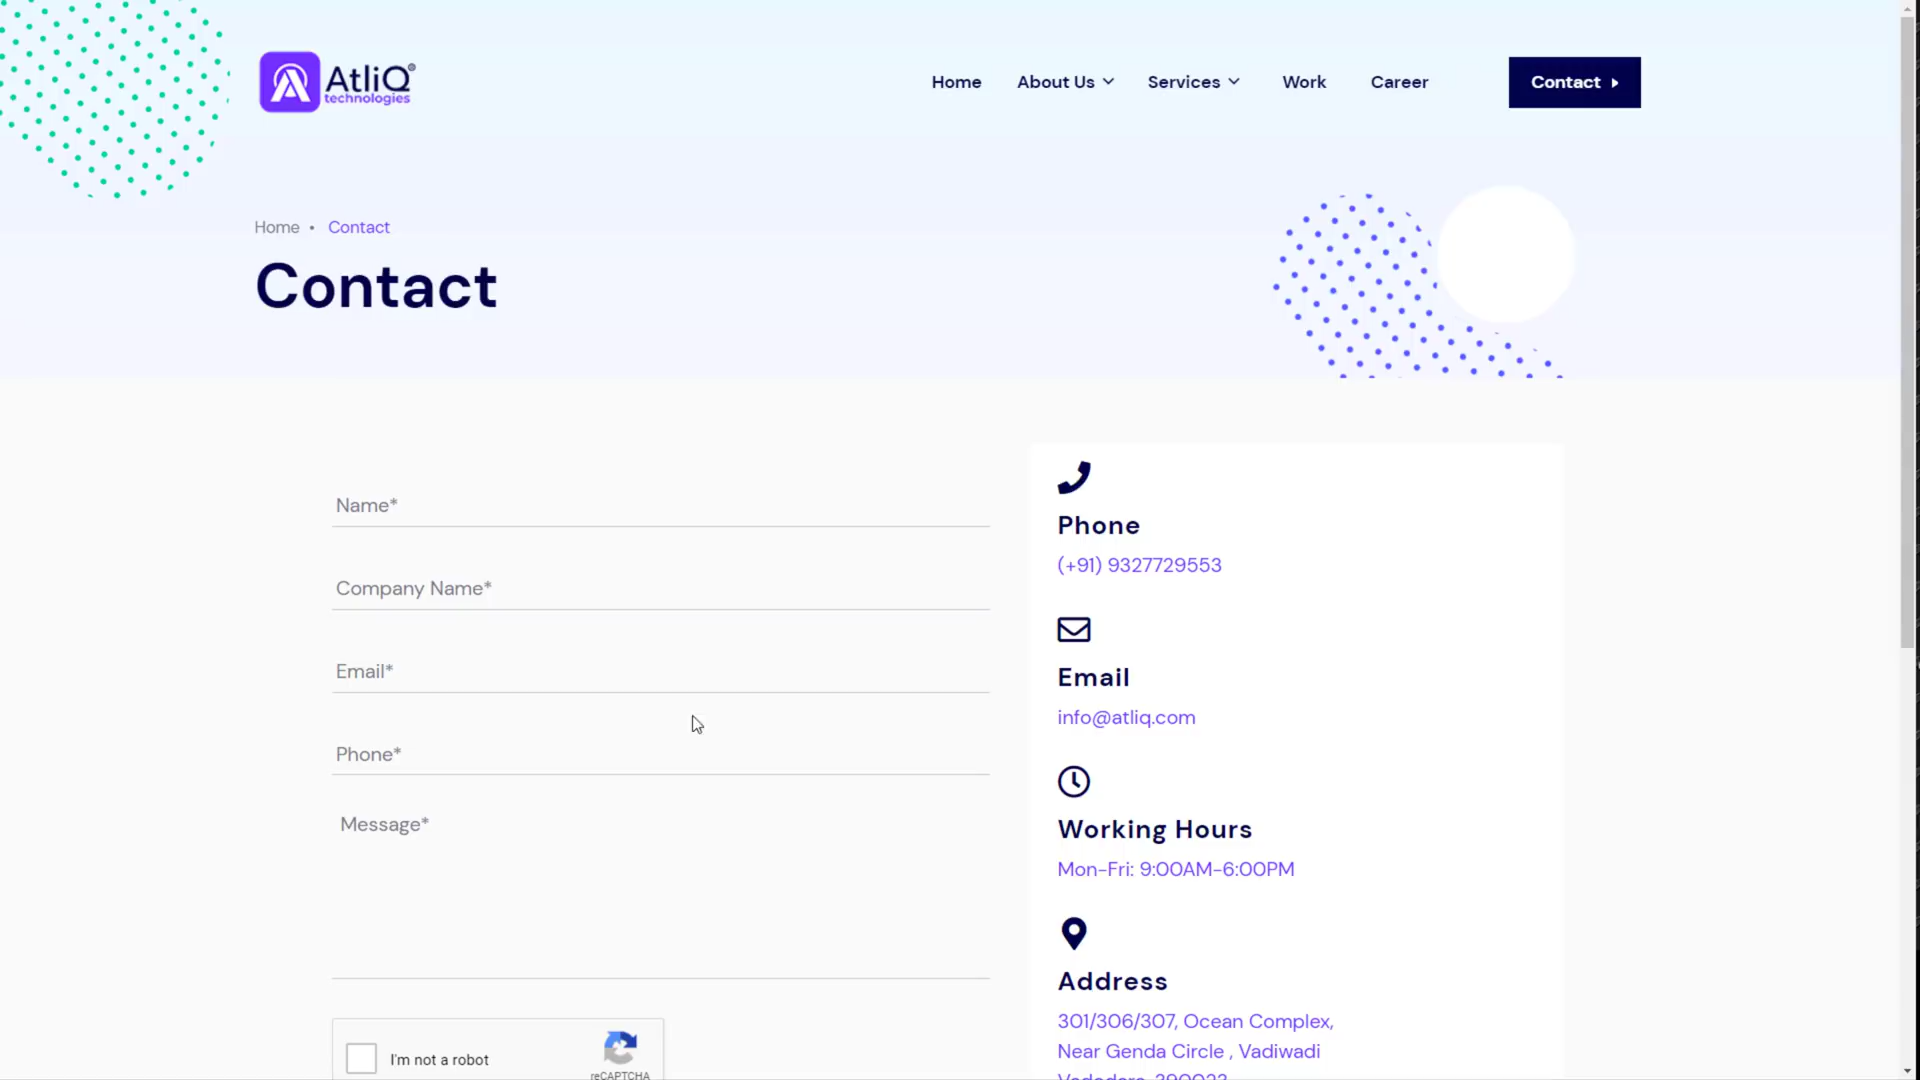 AtliQ®
technologies
Home
About Us
Services
Work
Career
Contact
Home • Contact
Contact
Name*
Company Name*
Email*
Phone*
Message*
I'm not a robot
reCAPTCHA
Phone
(+91) 9327729553
Email
info@atliq.com
Working Hours
Mon-Fri: 9:00AM-6:00PM
Address
301/306/307, Ocean Complex,
Near Genda Circle , Vadiwadi